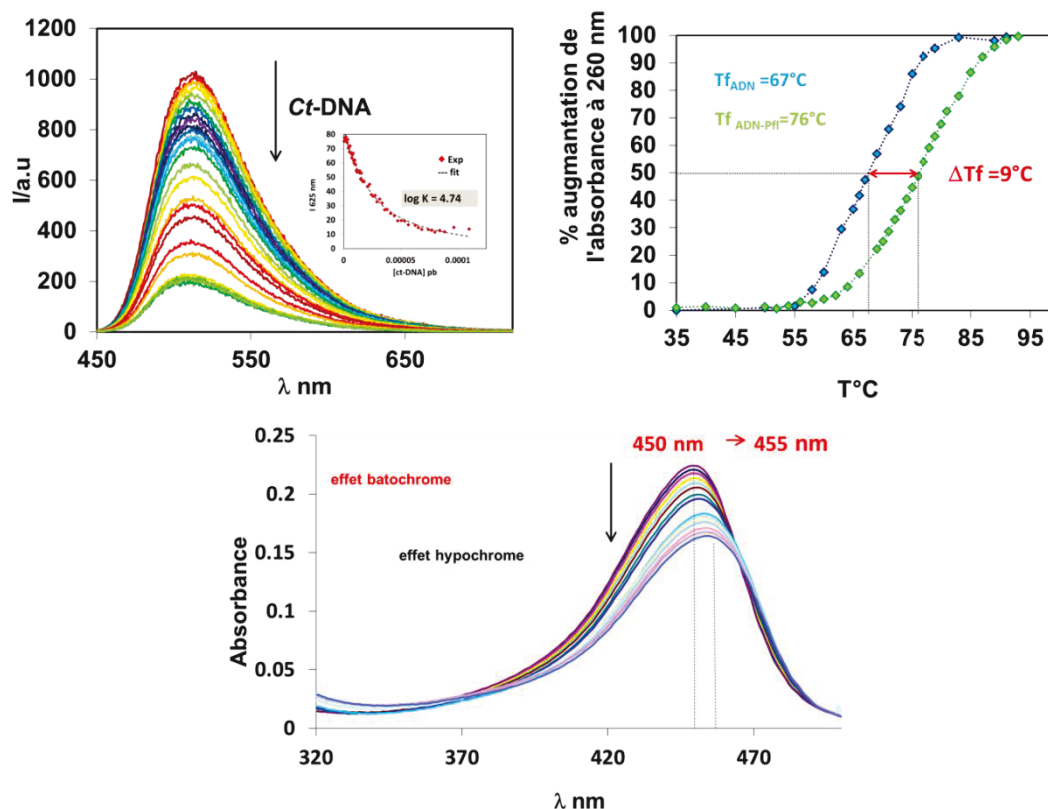 1200
1000
800
600
400
200
0
I/a.u
450
550
650
λ nm
Ct-DNA
80
70
60
50
40
30
20
10
0
I 625 nm
Exp
fit
log K = 4.74
0
0.00005
0.0001
[ct-DNA] pb
100
90
80
70
60
50
40
30
20
10
0
% augmantation de
l'absorbance à 260 nm
TfADN =67°C
Tf ADN-Pfl=76°C
ΔTf =9°C
35
45
55
65
75
85
95
T°C
0.25
0.2
0.15
0.1
0.05
0
Absorbance
450 nm → 455 nm
effet batochrome
effet hypochrome
320
370
420
470
λ nm